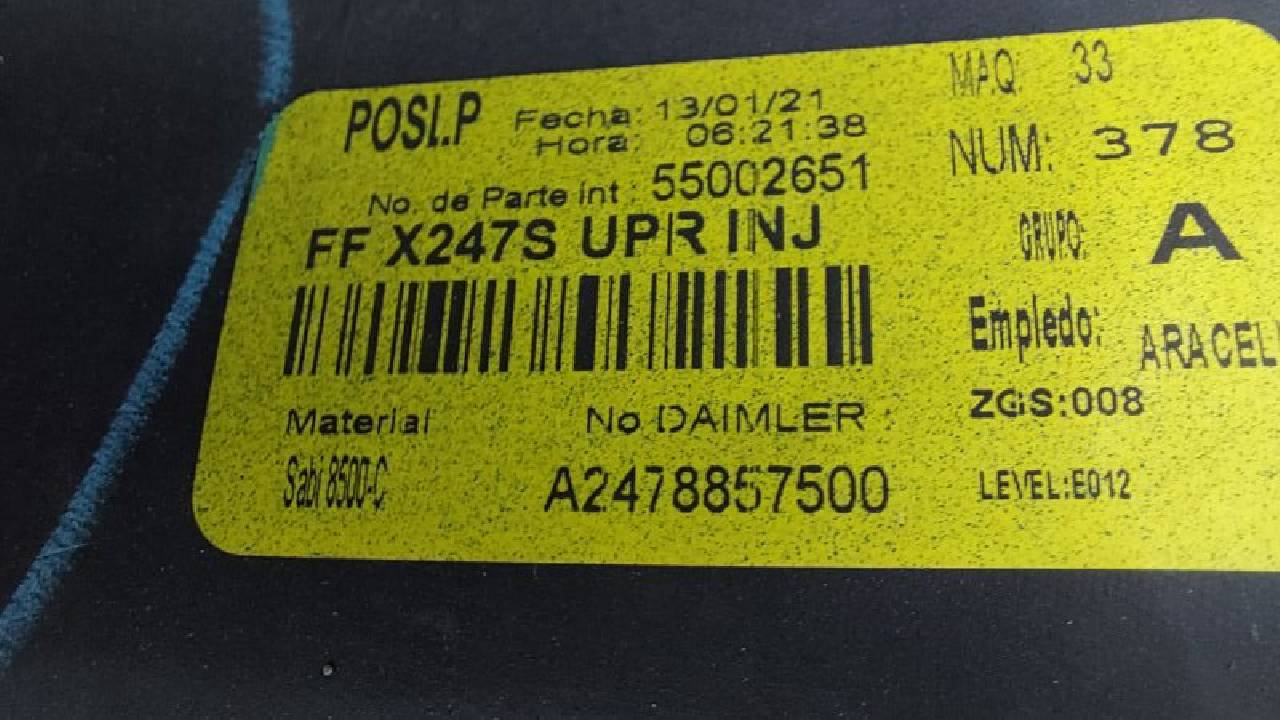 POSI.P Fecha: 13/01/21 MAQ 33
Hora: 06:21:38
NUM: 378
No. de Parte Int : 55002651
FF X247S UPR INJ
GRUPO: A
Empledo: ARACEL
Material No DAIMLER ZGS:008
Sabi 8500-C A2478857500 LEVEL:E012